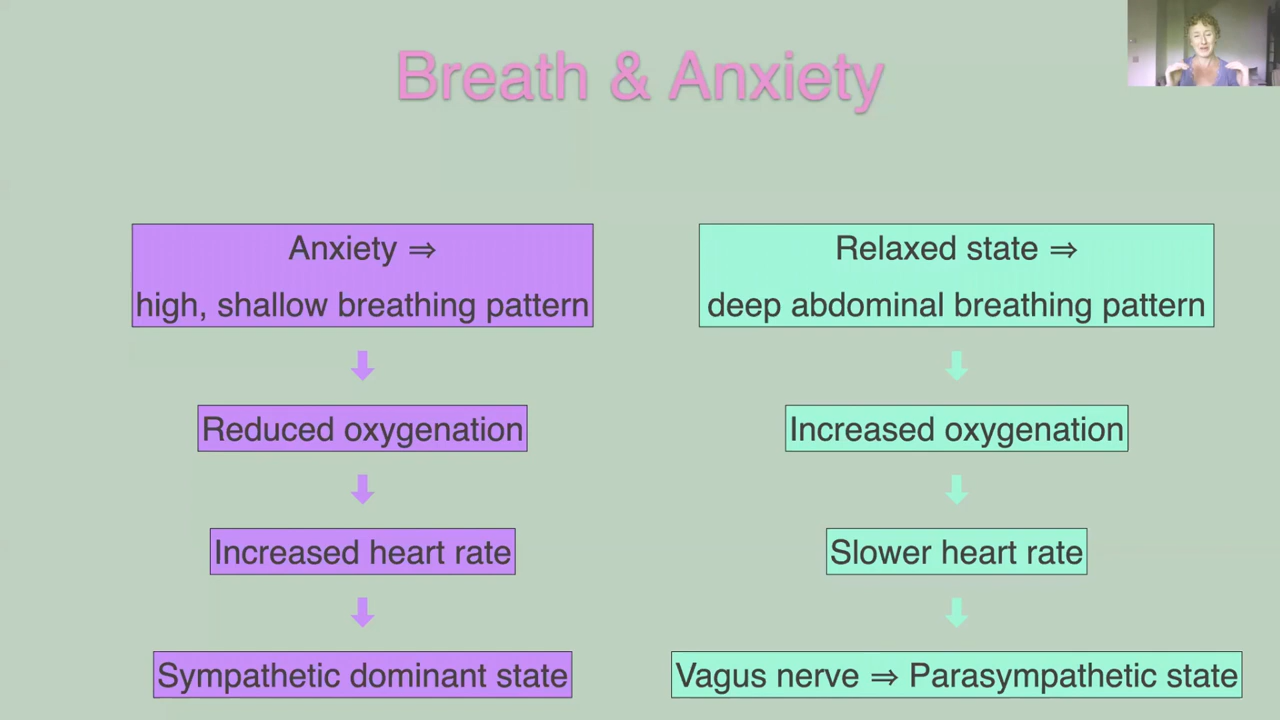 Breath & Anxiety
Anxiety ⇒
high, shallow breathing pattern
Reduced oxygenation
Increased heart rate
Sympathetic dominant state
Relaxed state ⇒
deep abdominal breathing pattern
Increased oxygenation
Slower heart rate
Vagus nerve ⇒ Parasympathetic state